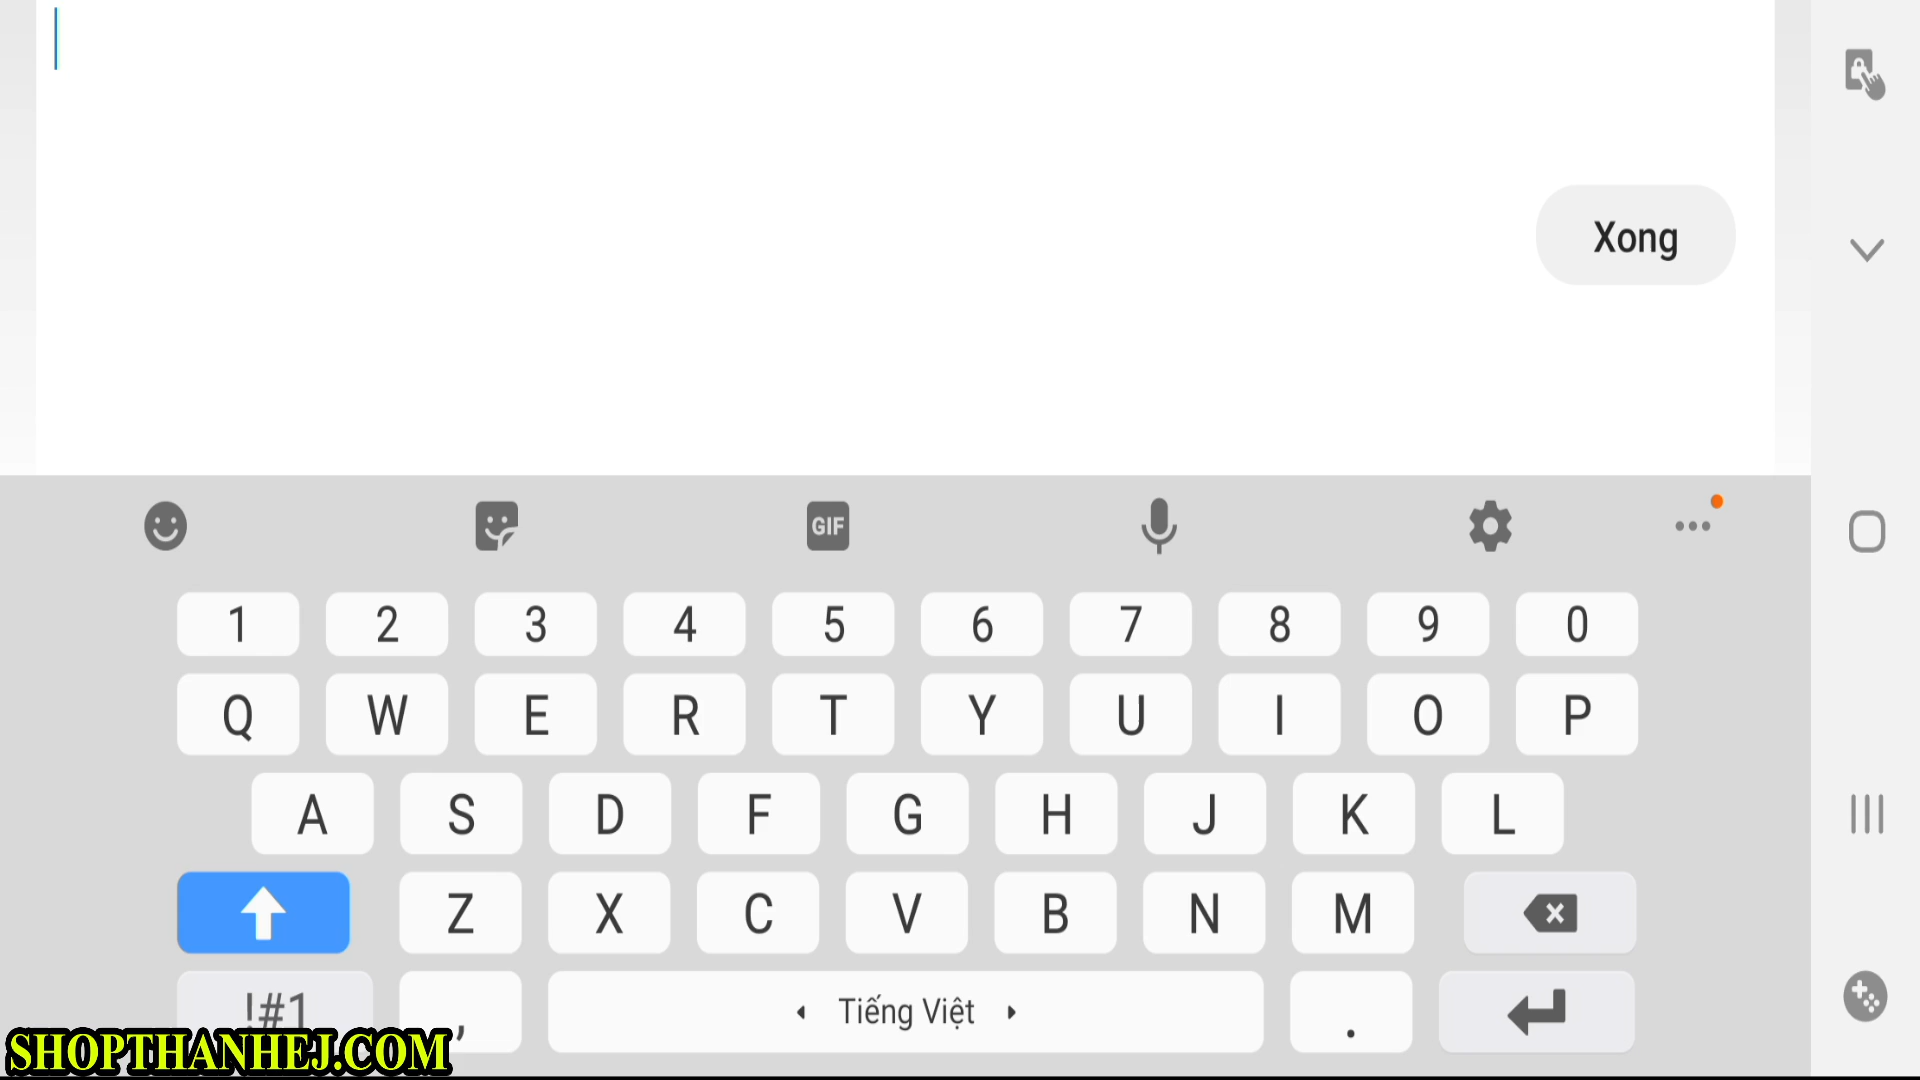 Xong
GIF
1 2 3 4 5 6 7 8 9 0
Q W E R T Y U I O P
A S D F G H J K L
Z X C V B N M
!#1 , Tiếng Việt .
SHOPTHANHEJ.COM